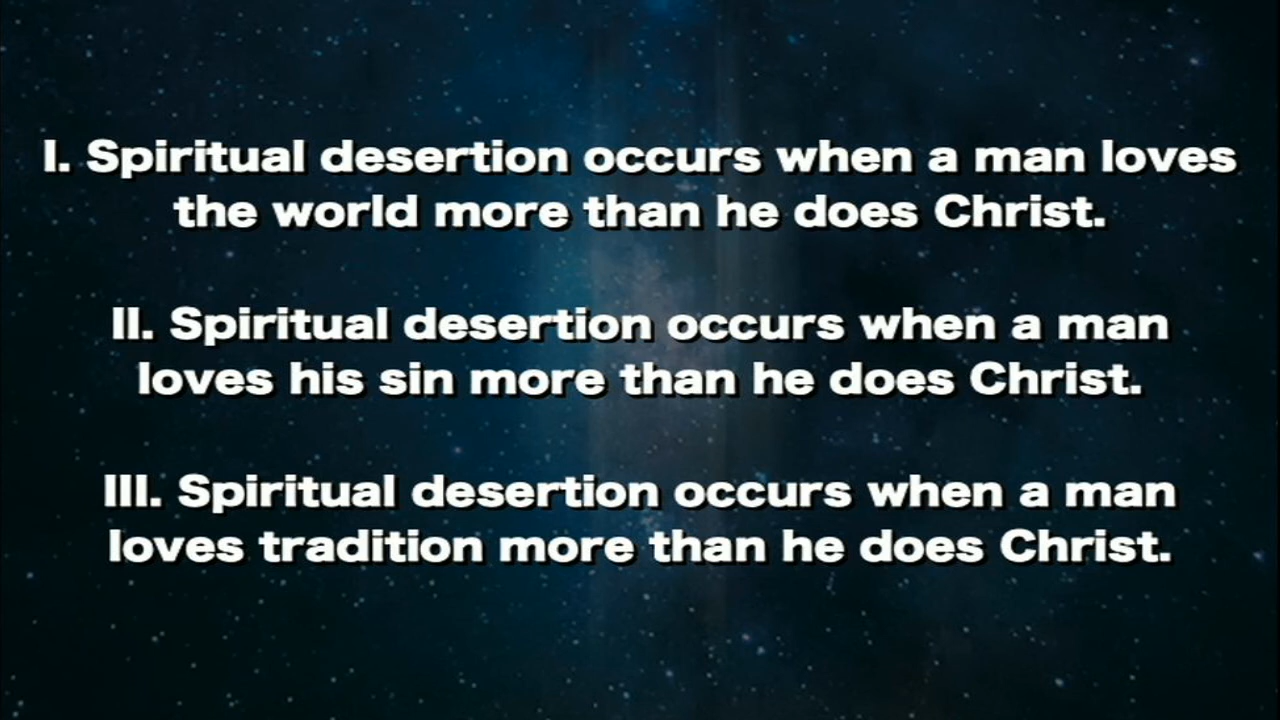 I. Spiritual desertion occurs when a man loves
the world more than he does Christ.
II. Spiritual desertion occurs when a man
loves his sin more than he does Christ.
III. Spiritual desertion occurs when a man
loves tradition more than he does Christ.